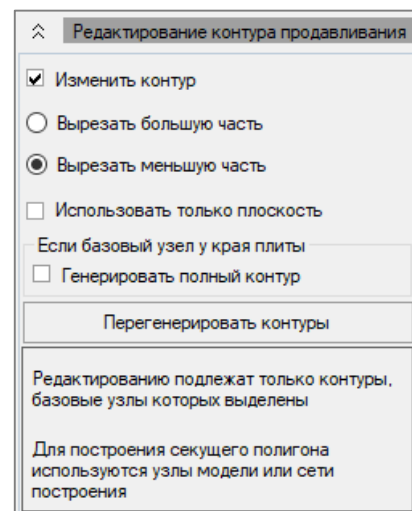 Редактирование контура продавливания
Изменить контур
Вырезать большую часть
Вырезать меньшую часть
Использовать только плоскость
Если базовый узел у края плиты
Генерировать полный контур
Перегенерировать контуры
Редактированию подлежат только контуры,
базовые узлы которых выделены
Для построения секущего полигона
используются узлы модели или сети
построения